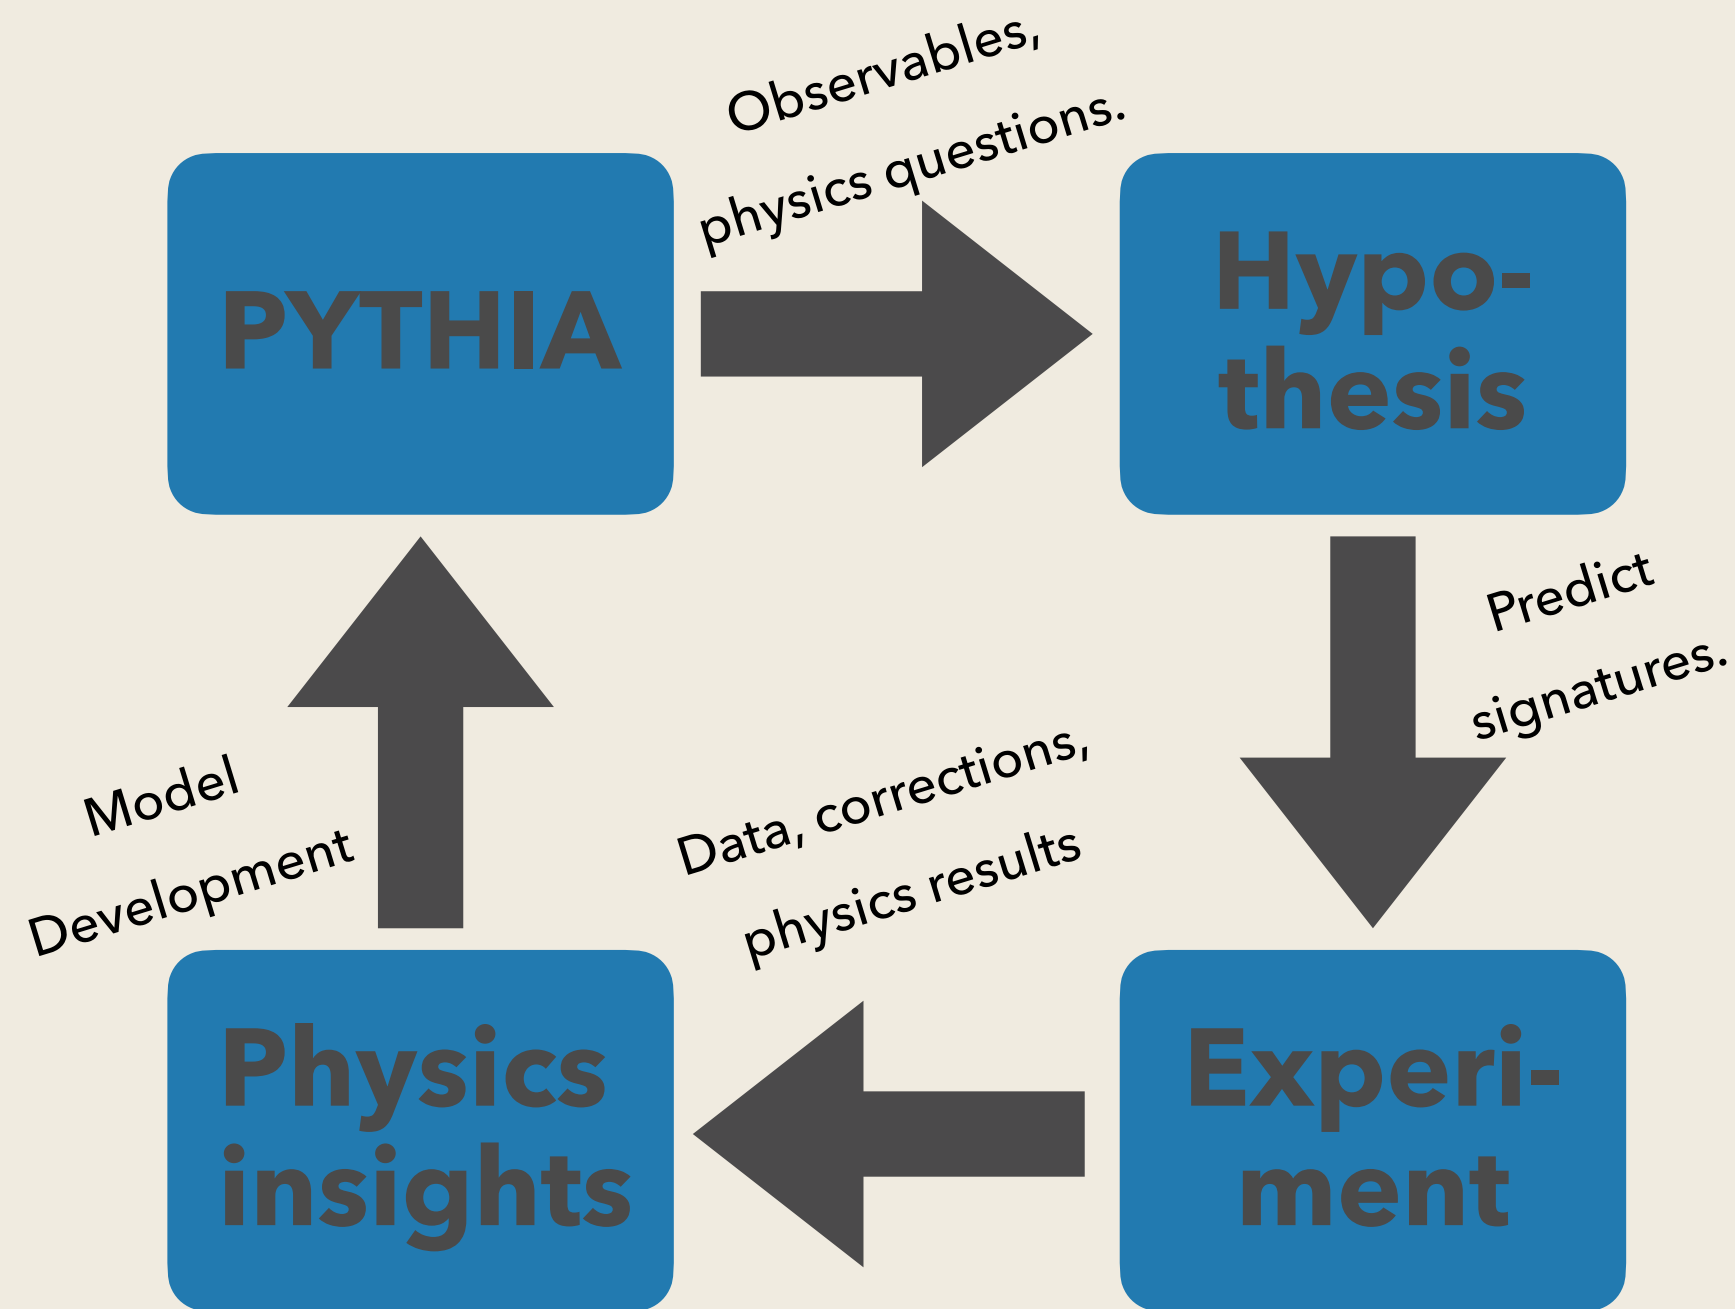 Observables,
physics questions.
PYTHIA
Hypo-
thesis
Predict
signatures.
Model
Development
Data, corrections,
physics results
Physics
insights
Experi-
ment